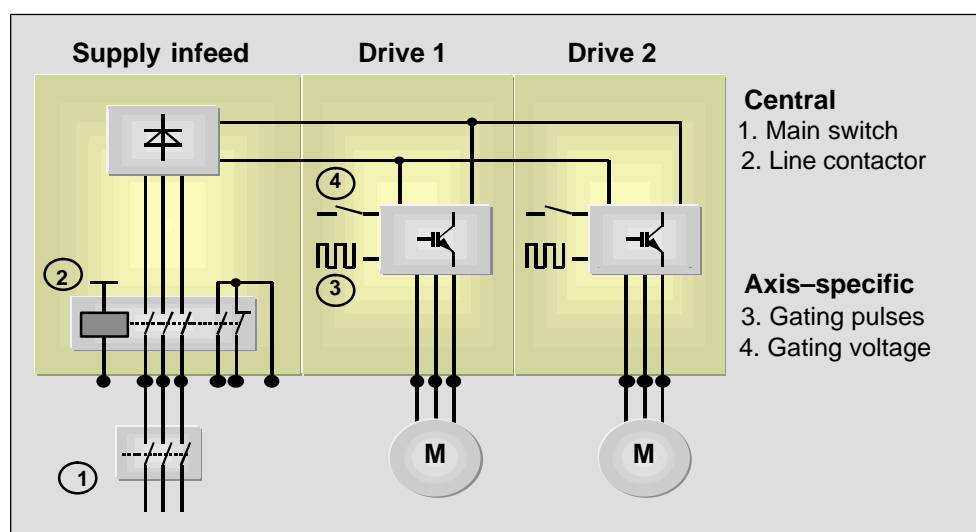 Supply infeed
Drive 1
Drive 2
Central
1. Main switch
2. Line contactor
4
3
2
Axis–specific
3. Gating pulses
4. Gating voltage
M
M
1